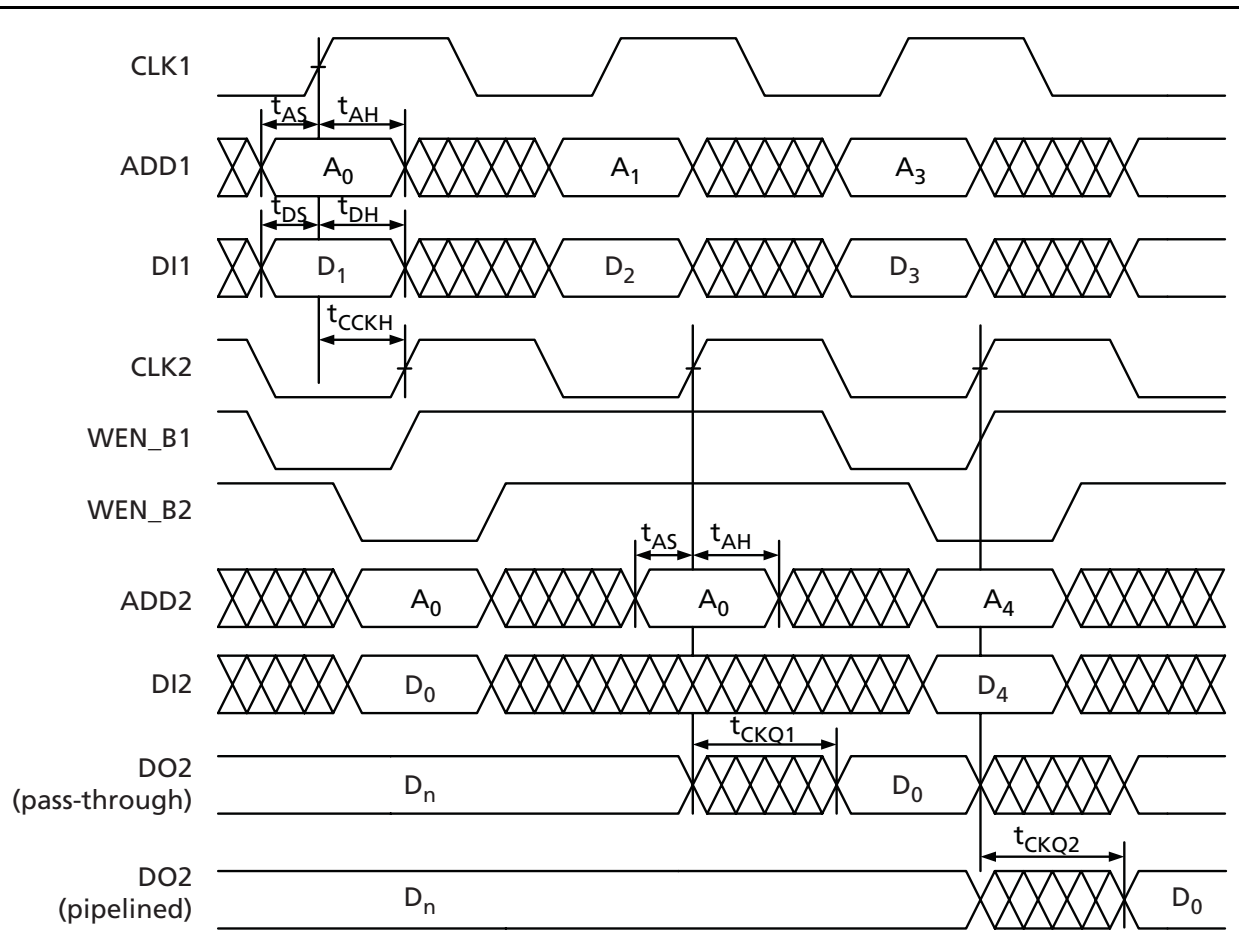 CLK1
tAS tAH
ADD1 A0 A1 A3
tDS tDH
DI1 D1 D2 D3
tCCKH
CLK2
WEN_B1
WEN_B2
tAS tAH
ADD2 A0 A0 A4
DI2 D0 D4
tCKQ1
DO2
(pass-through) Dn D0
tCKQ2
DO2
(pipelined) Dn D0